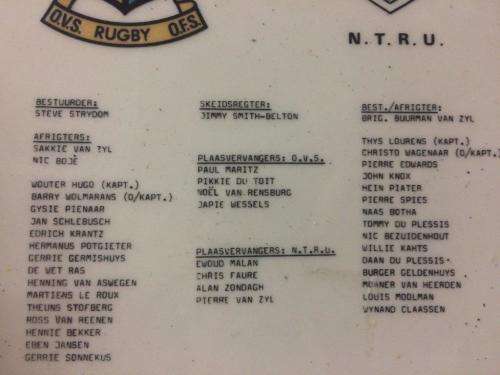 O.V.S. RUGBY O.F.S.
N.T.R.U.
BESTUURDER:
STEVE STRYDOM
AFRIGTERS:
SAKKIE VAN ZYL
NIC BOJÉ
WOUTER HUGO (KAPT.)
BARRY WOLMARANS (O/KAPT.)
GYSIE PIENAAR
JAN SCHLEBUSCH
EDRICH KRANTZ
HERMANUS POTGIETER
GERRIE GERMISHUYS
DE WET RAS
HENNING VAN ASWEGEN
MARTIENS LE ROUX
THEUNS STOFBERG
ROSS VAN REENEN
HENNIE BEKKER
EBEN JANSEN
GERRIE SONNEKUS
SKEIDSREGTER:
JIMMY SMITH-BELTON
PLAASVERVANGERS: O.V.S.
PAUL MARITZ
PIKKIE DU TOIT
NOËL VAN RENSBURG
JAPIE WESSELS
PLAASVERVANGERS: N.T.R.U.
EWOUD MALAN
CHRIS FAURE
ALAN ZONDAGH
PIERRE VAN ZYL
BEST./AFRIGTER:
BRIG. BUURMAN VAN ZYL
THYS LOURENS (KAPT.)
CHRISTO WAGENAAR (O/KAPT
PIERRE EDWARDS
JOHN KNOX
HEIN PIATER
PIERRE SPIES
NAAS BOTHA
TOMMY DU PLESSIS
NIC BEZUIDENHOUT
WILLIE KAHTS
DAAN DU PLESSIS
BURGER GELDENHUYS
MOANER VAN HEERDEN
LOUIS MOOLMAN
WYNAND CLAASSEN